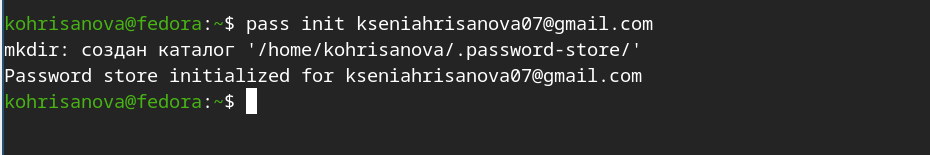 kohrisanova@fedora:~$ pass init kseniahrisanova07@gmail.com
mkdir: создан каталог '/home/kohrisanova/.password-store/'
Password store initialized for kseniahrisanova07@gmail.com
kohrisanova@fedora:~$